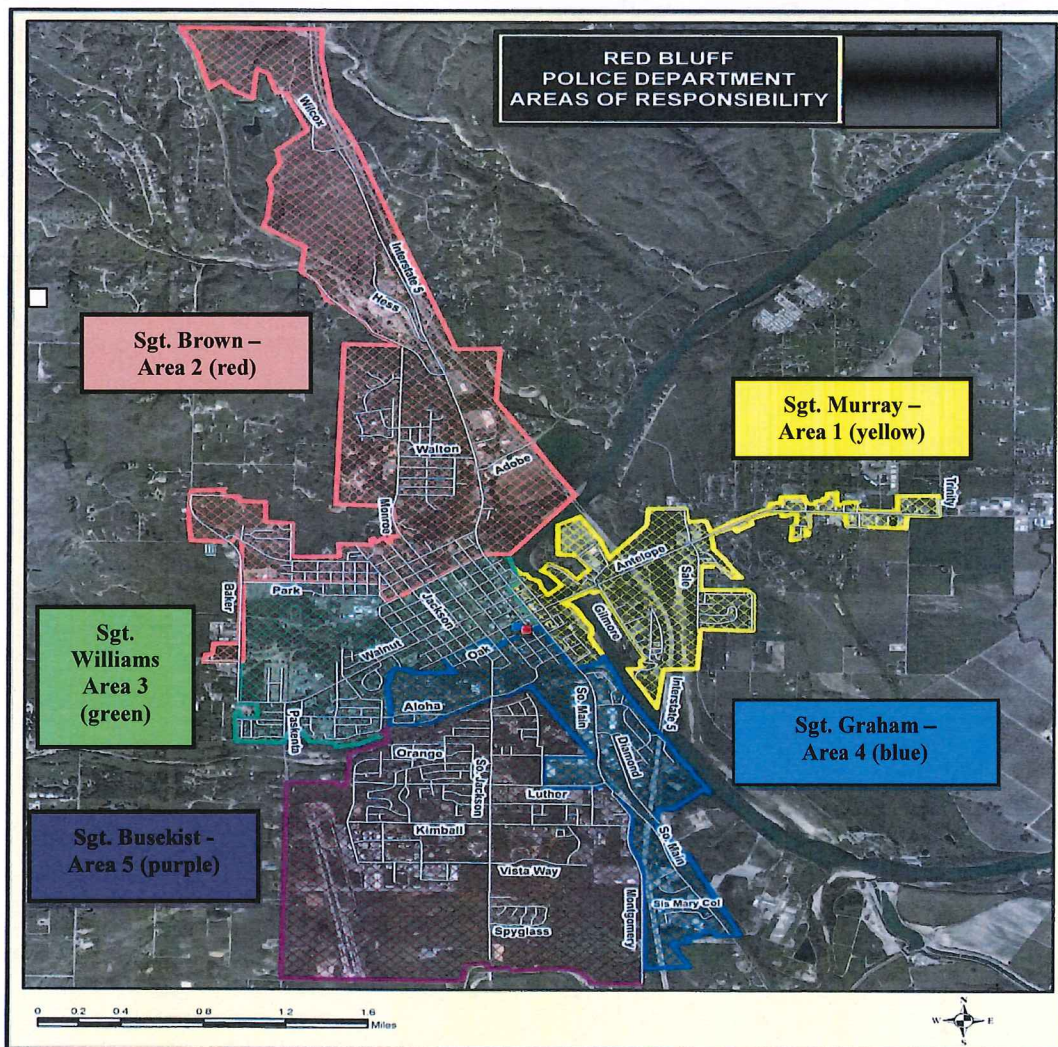 RED BLUFF
POLICE DEPARTMENT
AREAS OF RESPONSIBILITY
Wilcox
Interstate 5
Hess
Sgt. Brown –
Area 2 (red)
Sgt. Murray –
Area 1 (yellow)
Walton
Adobe
Trinity
Monroe
Antelope
Sale
Baker
Park
Jackson
Gilmore
Sgt.
Williams
Area 3
(green)
Walnut
Oak
Interstate 5
Paskenta
Aloha
So. Main
Sgt. Graham –
Area 4 (blue)
Diamond
Orange
So. Jackson
Luther
Sgt. Busekist -
Area 5 (purple)
Kimball
So. Main
Vista Way
Montgomery
Sis Mary Col
Spyglass
0 0.2 0.4 0.8 1.2 1.6
Miles
N
W E
S